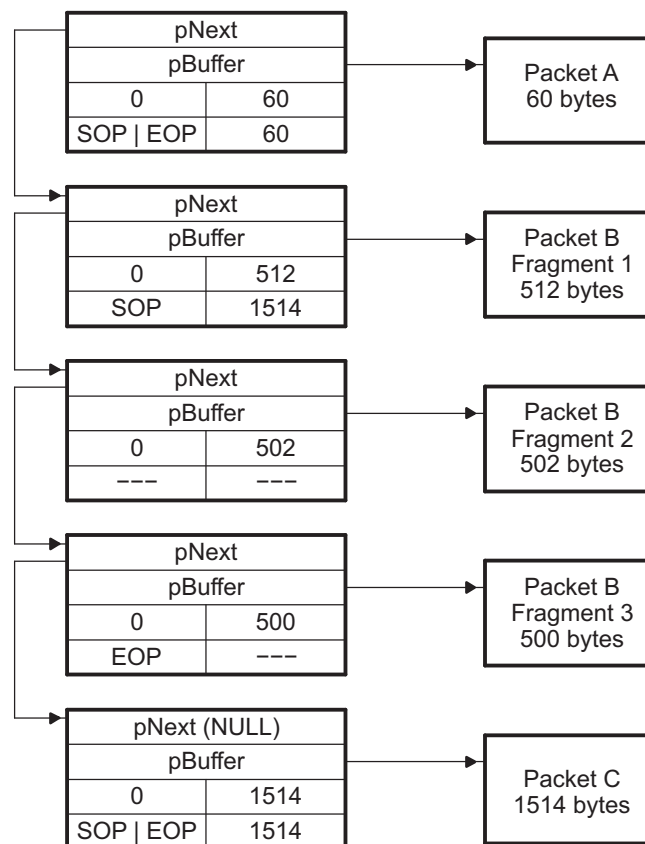 pNext
pBuffer
0 60
SOP | EOP 60
Packet A
60 bytes
pNext
pBuffer
0 512
SOP 1514
Packet B
Fragment 1
512 bytes
pNext
pBuffer
0 502
−−− −−−
Packet B
Fragment 2
502 bytes
pNext
pBuffer
0 500
EOP −−−
Packet B
Fragment 3
500 bytes
pNext (NULL)
pBuffer
0 1514
SOP | EOP 1514
Packet C
1514 bytes